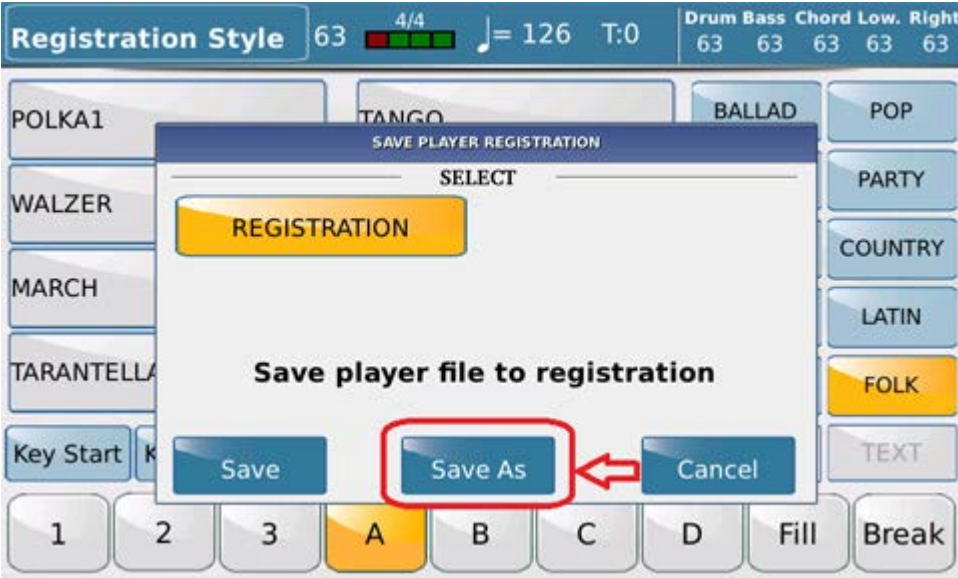 Registration Style 63 4/4 ♩= 126 T:0 Drum Bass Chord Low. Right
63 63 63 63 63
POLKA1 TANGO BALLAD POP
SAVE PLAYER REGISTRATION
SELECT
WALZER PARTY
REGISTRATION
COUNTRY
MARCH
LATIN
TARANTELLA
Save player file to registration
FOLK
Key Start K
Save Save As Cancel
TEXT
1 2 3 A B C D Fill Break